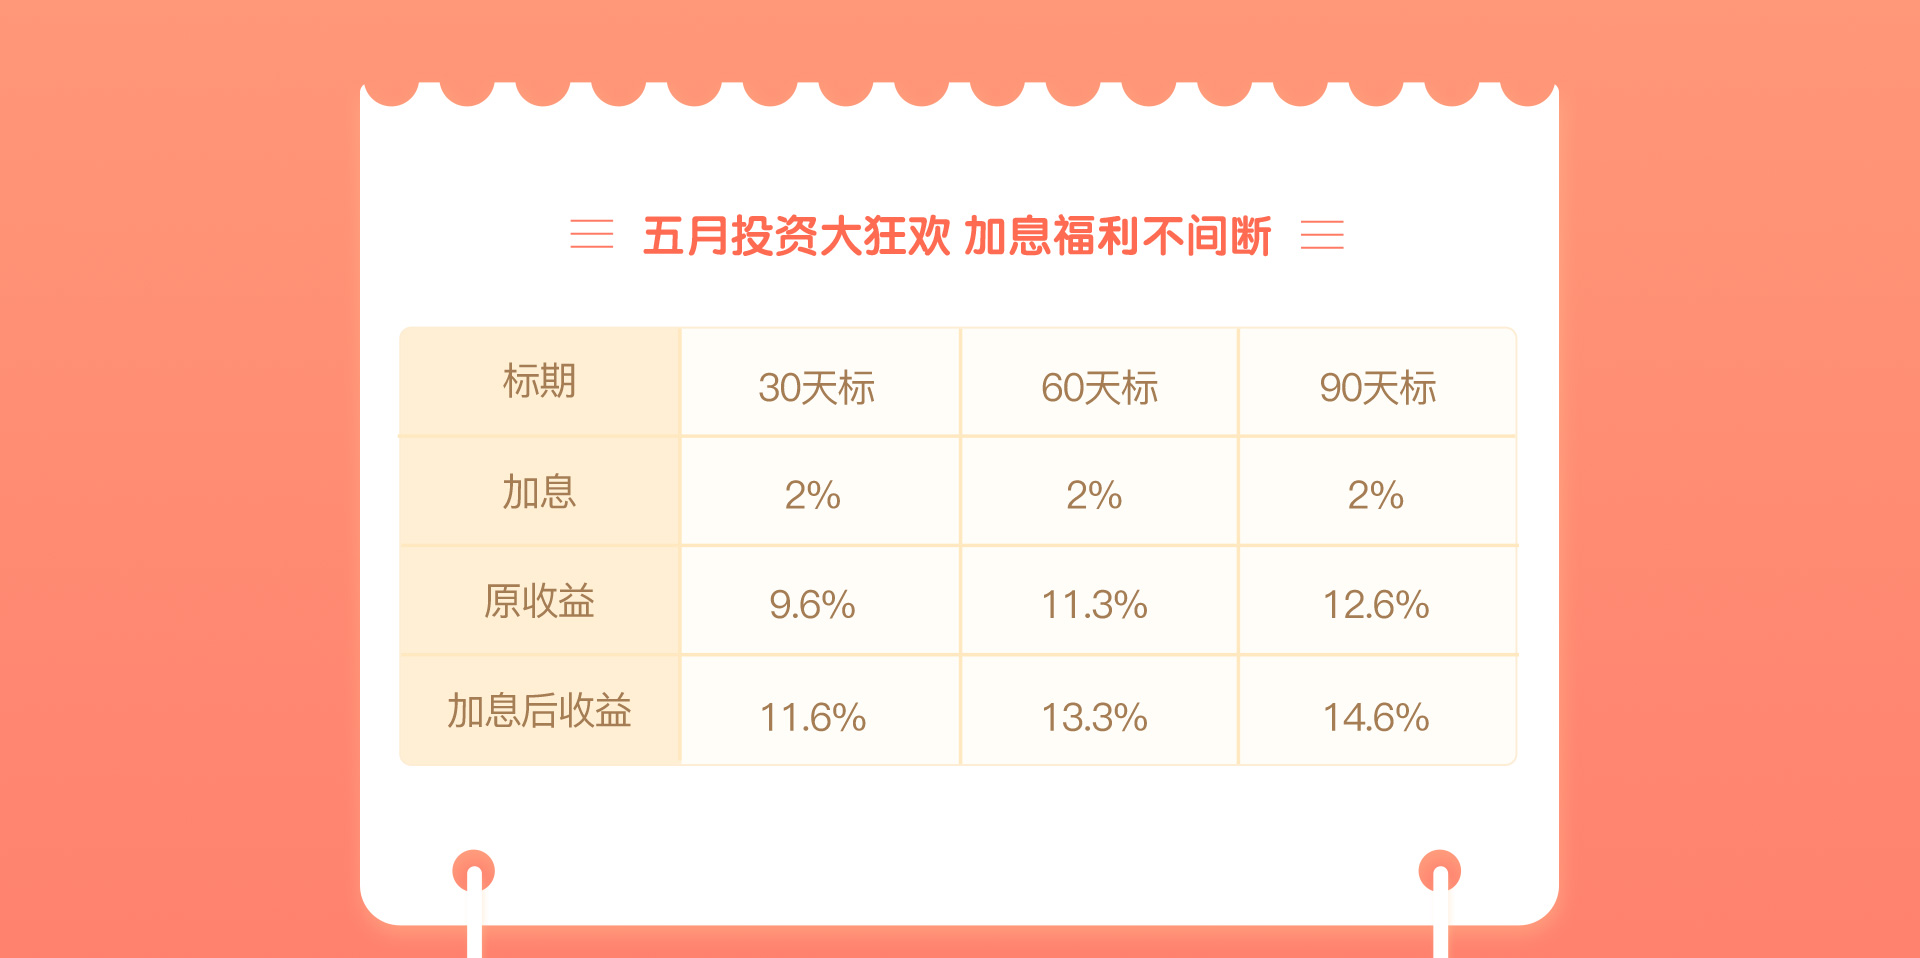 五月投资大狂欢 加息福利不间断
标期 30天标 60天标 90天标
加息 2% 2% 2%
原收益 9.6% 11.3% 12.6%
加息后收益 11.6% 13.3% 14.6%